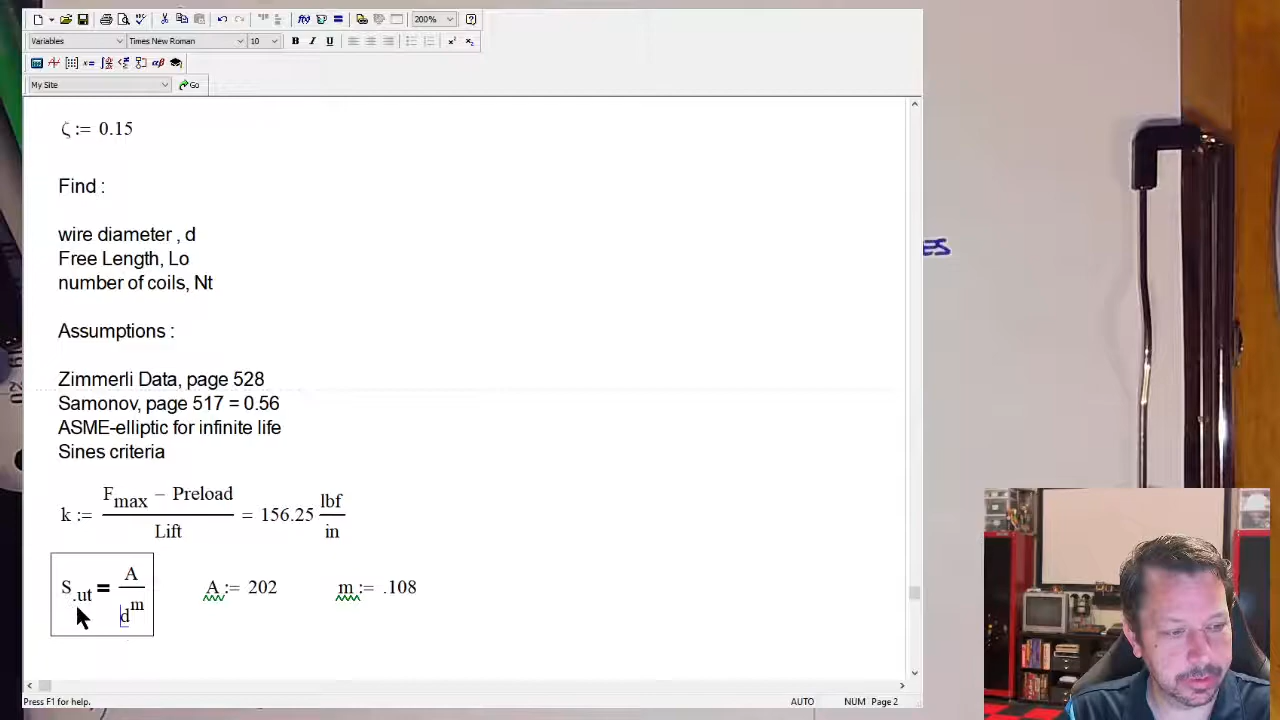 200%
Variables Times New Roman 10 B I U
My Site Go
ζ := 0.15
Find :
wire diameter , d
Free Length, Lo
number of coils, Nt
ES
Assumptions :
Zimmerli Data, page 528
Samonov, page 517 = 0.56
ASME-elliptic for infinite life
Sines criteria
k := (Fmax − Preload) / Lift = 156.25 lbf/in
S.ut = A / d^m A := 202 m := .108
Press F1 for help. AUTO NUM Page 2